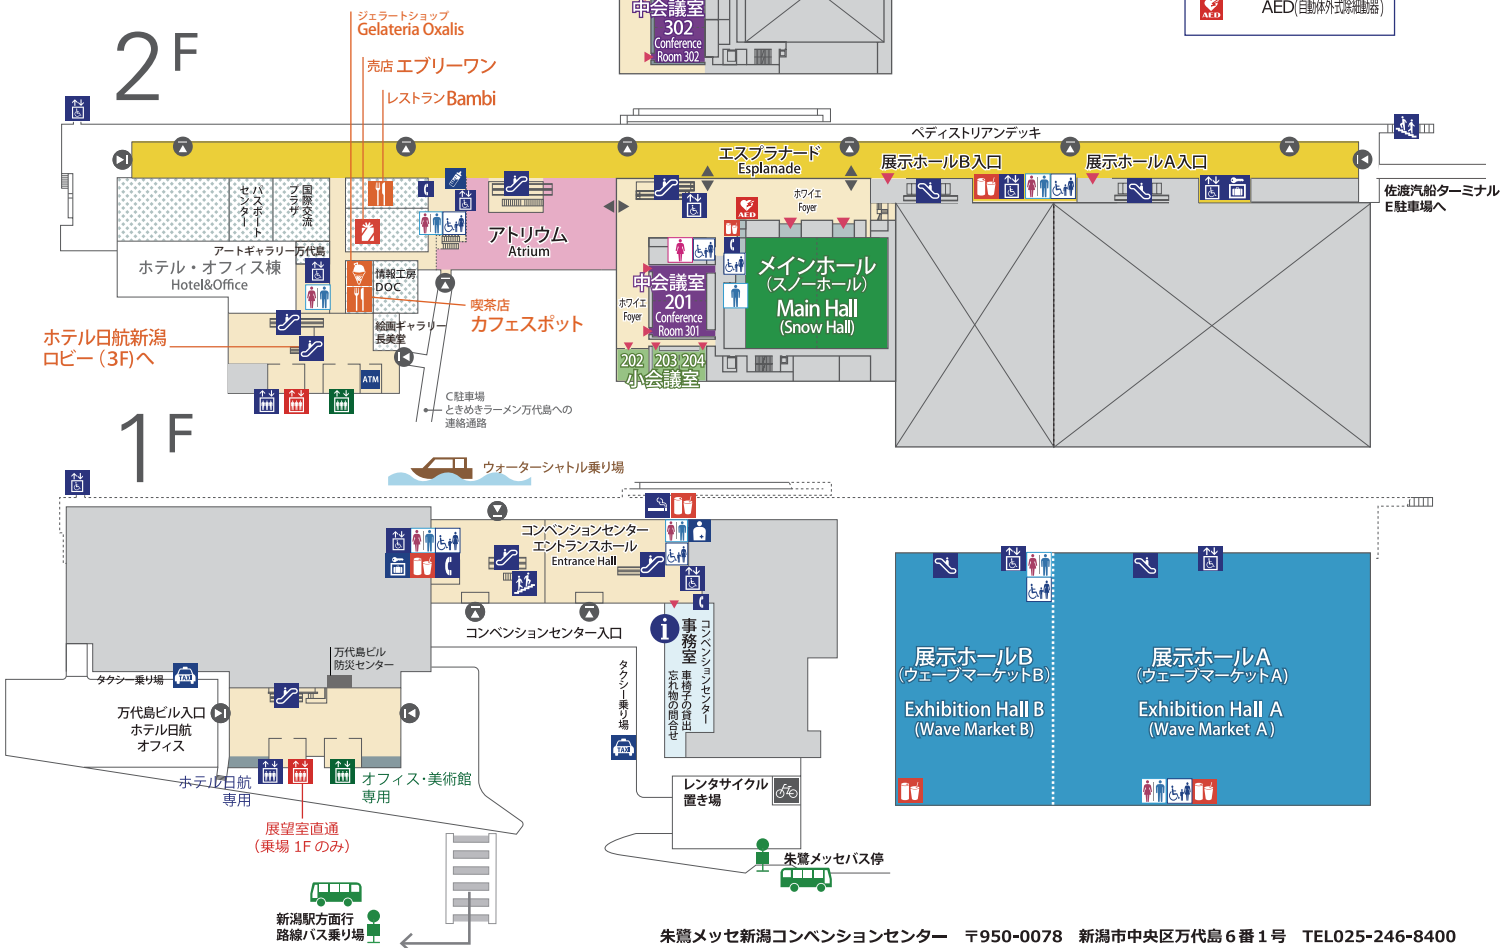 中会議室
302
Conference
Room 302
AED
AED(自動体外式除細動器)
2F
ジェラートショップ
Gelateria Oxalis
売店 エブリーワン
レストラン Bambi
ペディストリアンデッキ
エスプラナード
Esplanade
展示ホールB入口
展示ホールA入口
佐渡汽船ターミナル
E駐車場へ
パスポート
センター
国際交流
プラザ
アートギャラリー万代島
ホテル・オフィス棟
Hotel&Office
アトリウム
Atrium
ホワイエ
Foyer
AED
情報工房
DOC
中会議室
201
Conference
Room 301
ホワイエ
Foyer
メインホール
(スノーホール)
Main Hall
(Snow Hall)
喫茶店
カフェスポット
絵画ギャラリー
長美堂
ホテル日航新潟
ロビー(3F)へ
202
203
204
小会議室
ATM
C駐車場
ときめきラーメン万代島への
連絡通路
1F
ウォーターシャトル乗り場
コンベンションセンター
エントランスホール
Entrance Hall
コンベンションセンター入口
i
コンベンションセンター
事務室
車椅子の貸出
忘れ物の問合せ
タクシー乗り場
TAXI
万代島ビル
防災センター
タクシー乗り場
TAXI
万代島ビル入口
ホテル日航
オフィス
ホテル日航
専用
オフィス・美術館
専用
展望室直通
(乗場 1F のみ)
展示ホールB
(ウェーブマーケットB)
Exhibition Hall B
(Wave Market B)
展示ホールA
(ウェーブマーケットA)
Exhibition Hall A
(Wave Market A)
レンタサイクル
置き場
朱鷺メッセバス停
新潟駅方面行
路線バス乗り場
朱鷺メッセ新潟コンベンションセンター 〒950-0078 新潟市中央区万代島6番1号 TEL025-246-8400